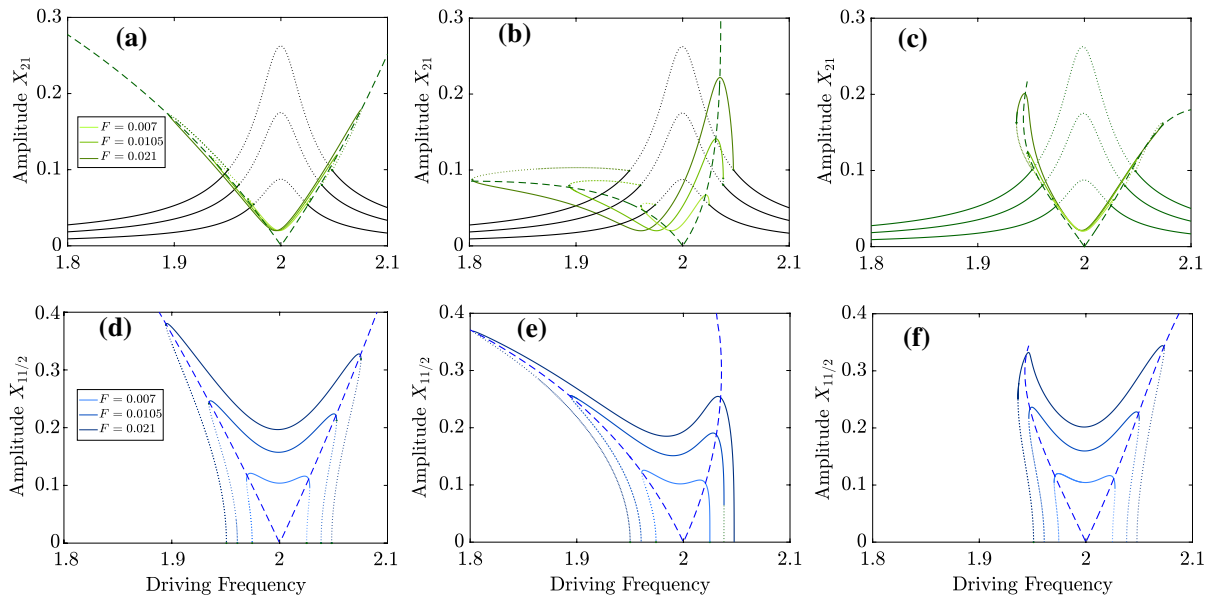 (a)
Amplitude X21
0.3
0.2
0.1
0
1.8
1.9
2
2.1
F = 0.007
F = 0.0105
F = 0.021
(b)
Amplitude X21
0.3
0.2
0.1
0
1.8
1.9
2
2.1
(c)
Amplitude X21
0.3
0.2
0.1
0
1.8
1.9
2
2.1
(d)
Amplitude X11/2
0.4
0.3
0.2
0.1
0
1.8
1.9
2
2.1
Driving Frequency
F = 0.007
F = 0.0105
F = 0.021
(e)
Amplitude X11/2
0.4
0.3
0.2
0.1
0
1.8
1.9
2
2.1
Driving Frequency
(f)
Amplitude X11/2
0.4
0.3
0.2
0.1
0
1.8
1.9
2
2.1
Driving Frequency